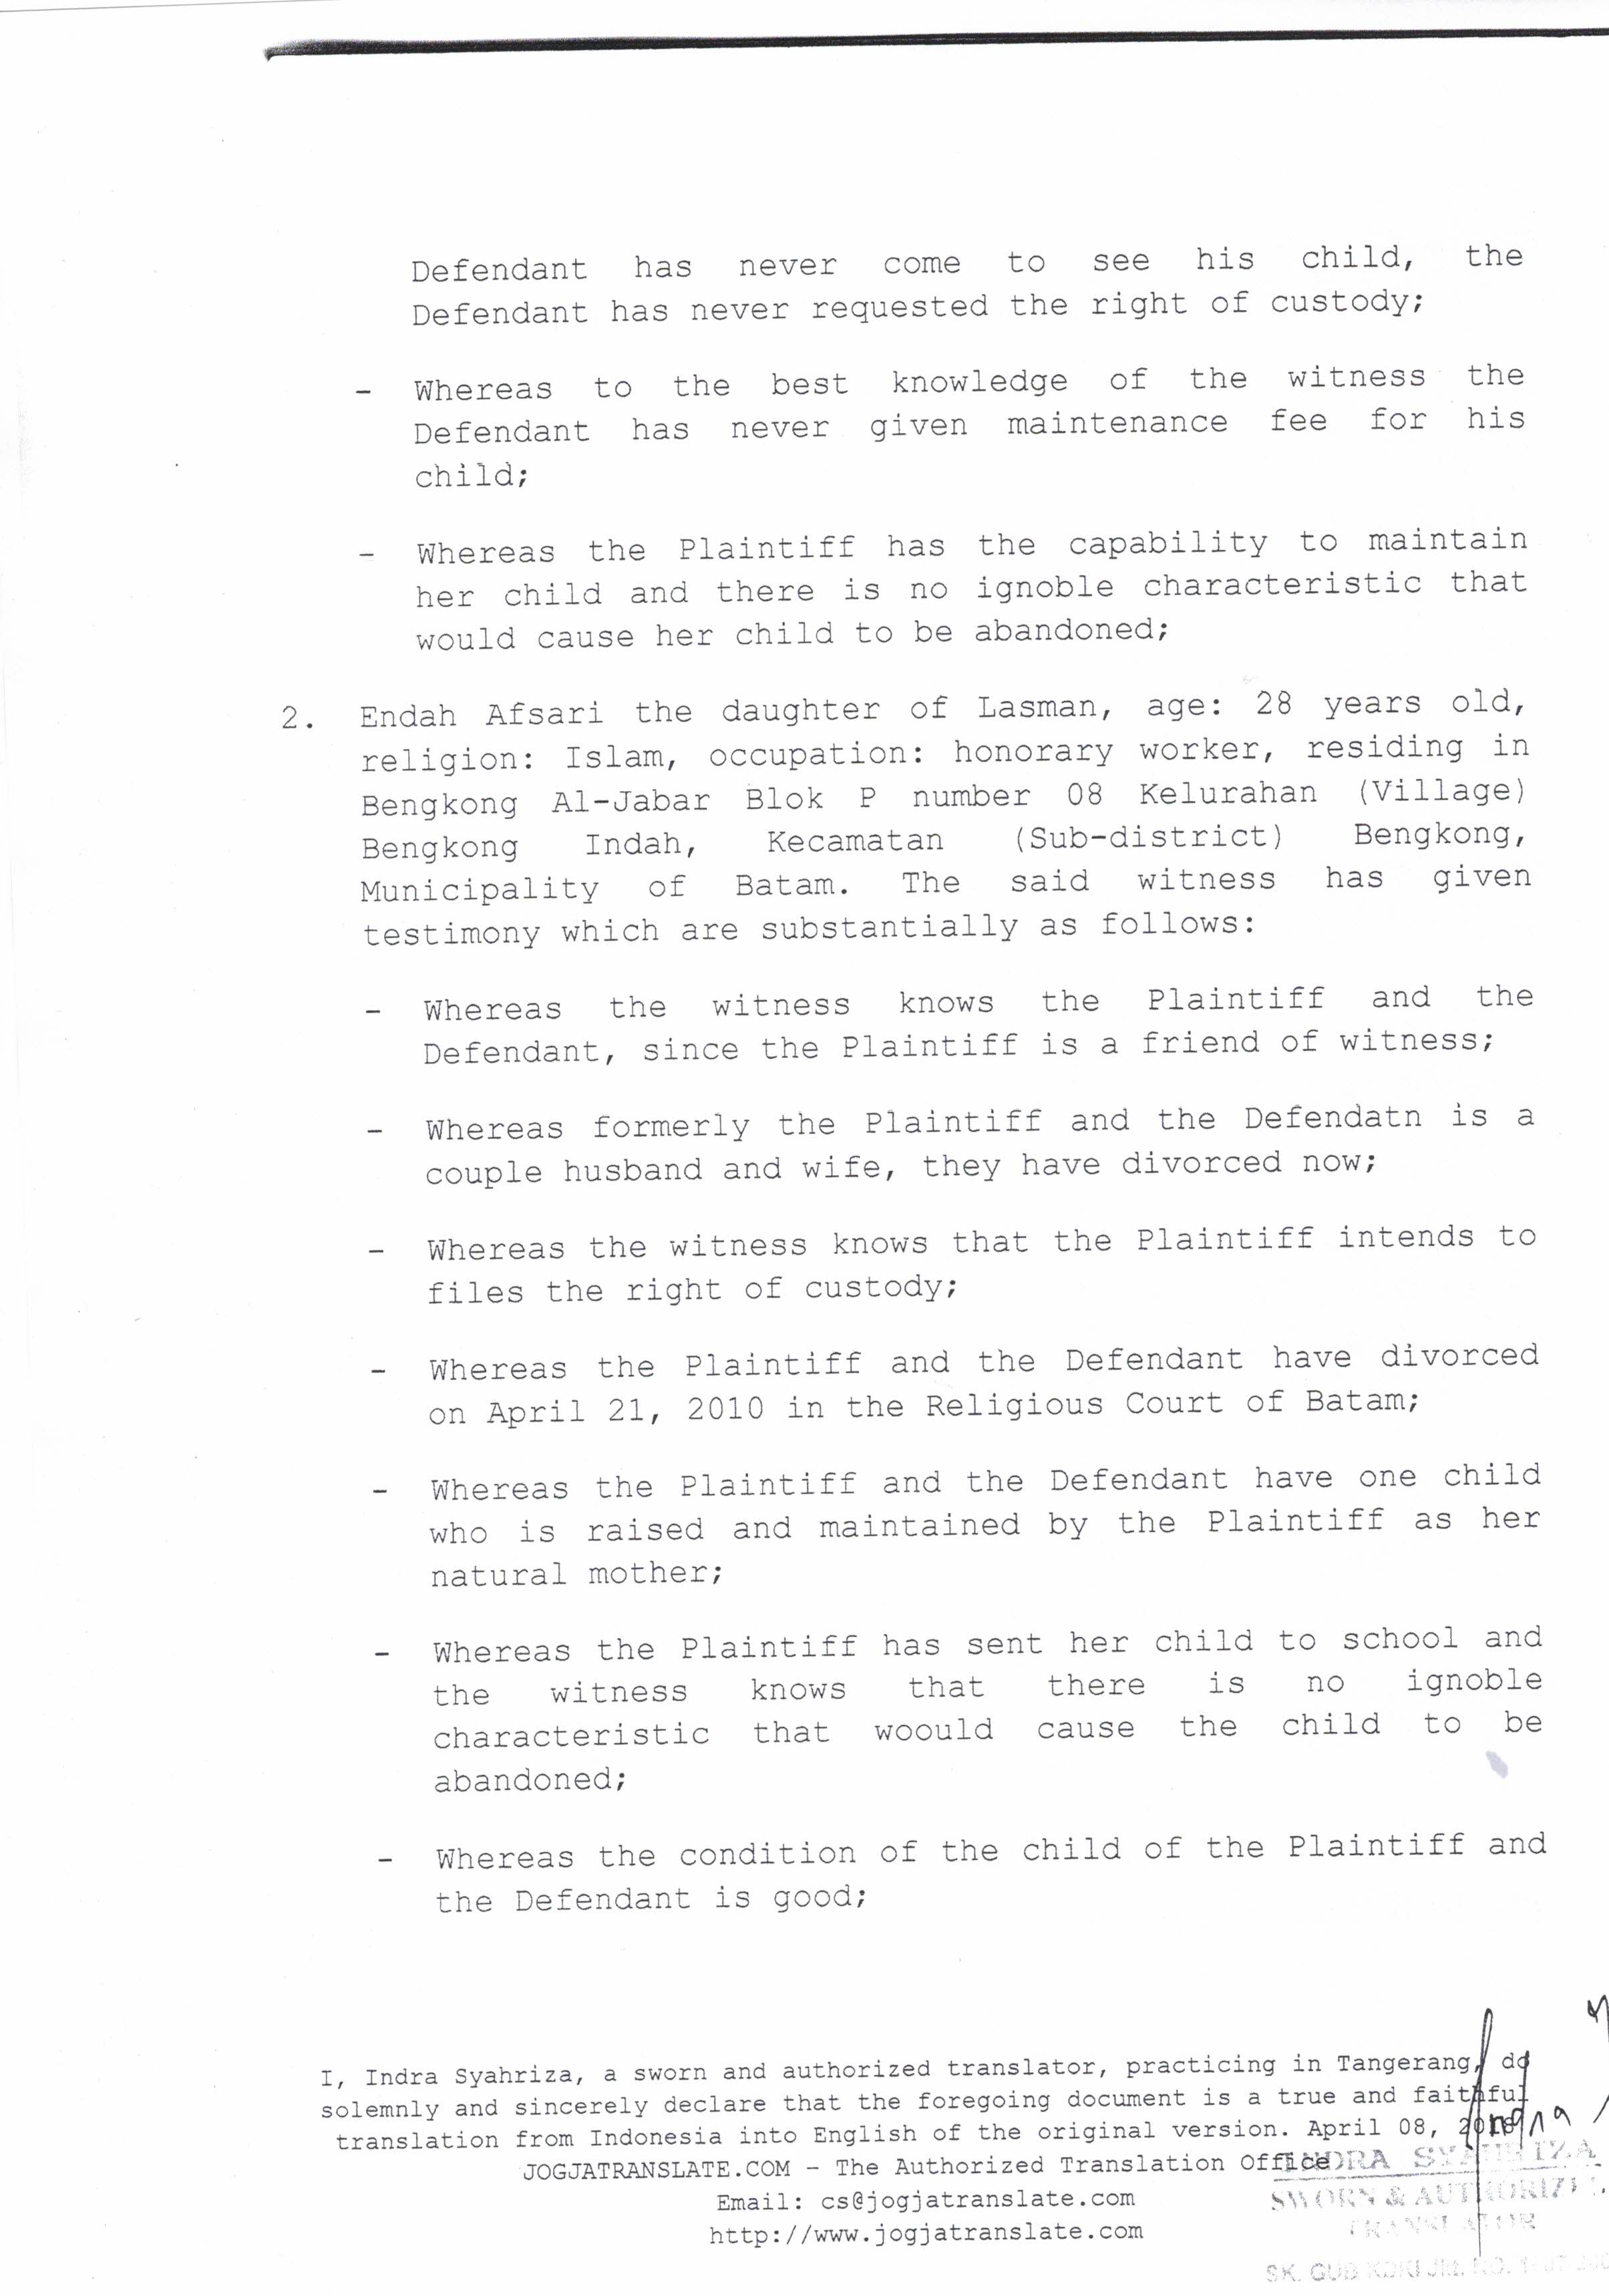 Defendant has never come to see his child, the
Defendant has never requested the right of custody;
- Whereas to the best knowledge of the witness the
Defendant has never given maintenance fee for his
child;
- Whereas the Plaintiff has the capability to maintain
her child and there is no ignoble characteristic that
would cause her child to be abandoned;
2. Endah Afsari the daughter of Lasman, age: 28 years old,
religion: Islam, occupation: honorary worker, residing in
Bengkong Al-Jabar Blok P number 08 Kelurahan (Village)
Bengkong Indah, Kecamatan (Sub-district) Bengkong,
Municipality of Batam. The said witness has given
testimony which are substantially as follows:
- Whereas the witness knows the Plaintiff and the
Defendant, since the Plaintiff is a friend of witness;
- Whereas formerly the Plaintiff and the Defendatn is a
couple husband and wife, they have divorced now;
- Whereas the witness knows that the Plaintiff intends to
files the right of custody;
- Whereas the Plaintiff and the Defendant have divorced
on April 21, 2010 in the Religious Court of Batam;
- Whereas the Plaintiff and the Defendant have one child
who is raised and maintained by the Plaintiff as her
natural mother;
- Whereas the Plaintiff has sent her child to school and
the witness knows that there is no ignoble
characteristic that woould cause the child to be
abandoned;
- Whereas the condition of the child of the Plaintiff and
the Defendant is good;
I, Indra Syahriza, a sworn and authorized translator, practicing in Tangerang, do
solemnly and sincerely declare that the foregoing document is a true and faithful
translation from Indonesia into English of the original version. April 08,
JOGJATRANSLATE.COM - The Authorized Translation Office
Email: cs@jogjatranslate.com
http://www.jogjatranslate.com
INDRA SYAHRIZA
SWORN & AUTHORIZED
TRANSLATOR